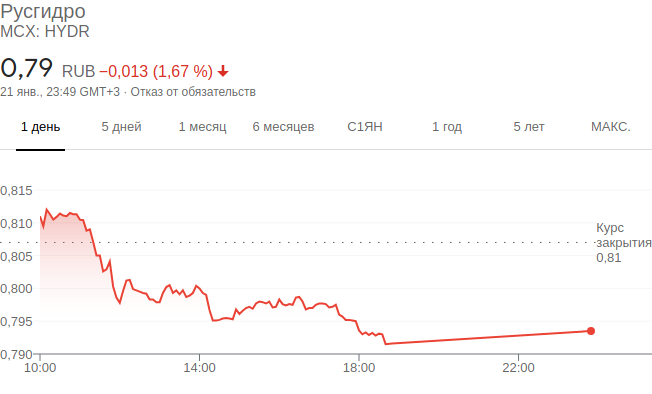 Русгидро
MCX: HYDR
0,79 RUB −0,013 (1,67 %)
21 янв., 23:49 GMT+3 · Отказ от обязательств
1 день 5 дней 1 месяц 6 месяцев С1ЯН 1 год 5 лет МАКС.
0,815
0,810
Курс
закрытия
0,81
0,805
0,800
0,795
0,790
10:00 14:00 18:00 22:00